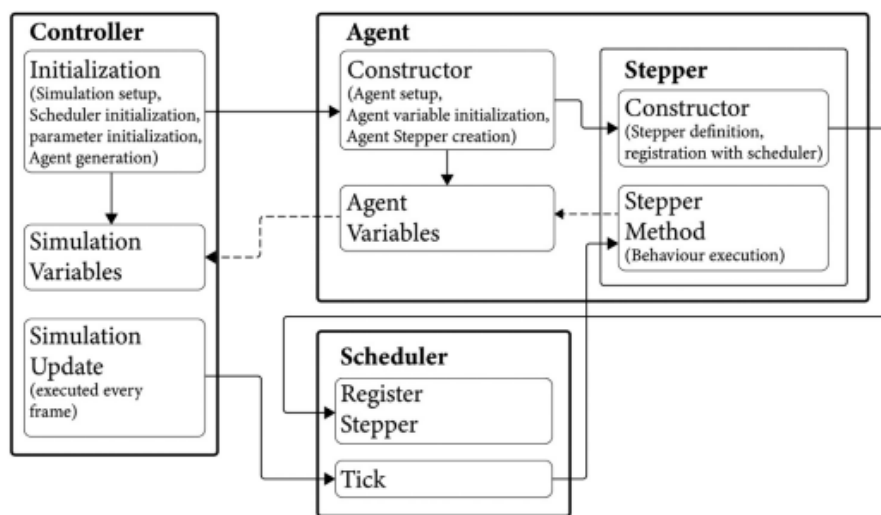 Controller
Initialization
(Simulation setup,
Scheduler initialization,
parameter initialization,
Agent generation)
Simulation
Variables
Simulation
Update
(executed every
frame)
Agent
Constructor
(Agent setup,
Agent variable initialization,
Agent Stepper creation)
Agent
Variables
Stepper
Constructor
(Stepper definition,
registration with scheduler)
Stepper
Method
(Behaviour execution)
Scheduler
Register
Stepper
Tick